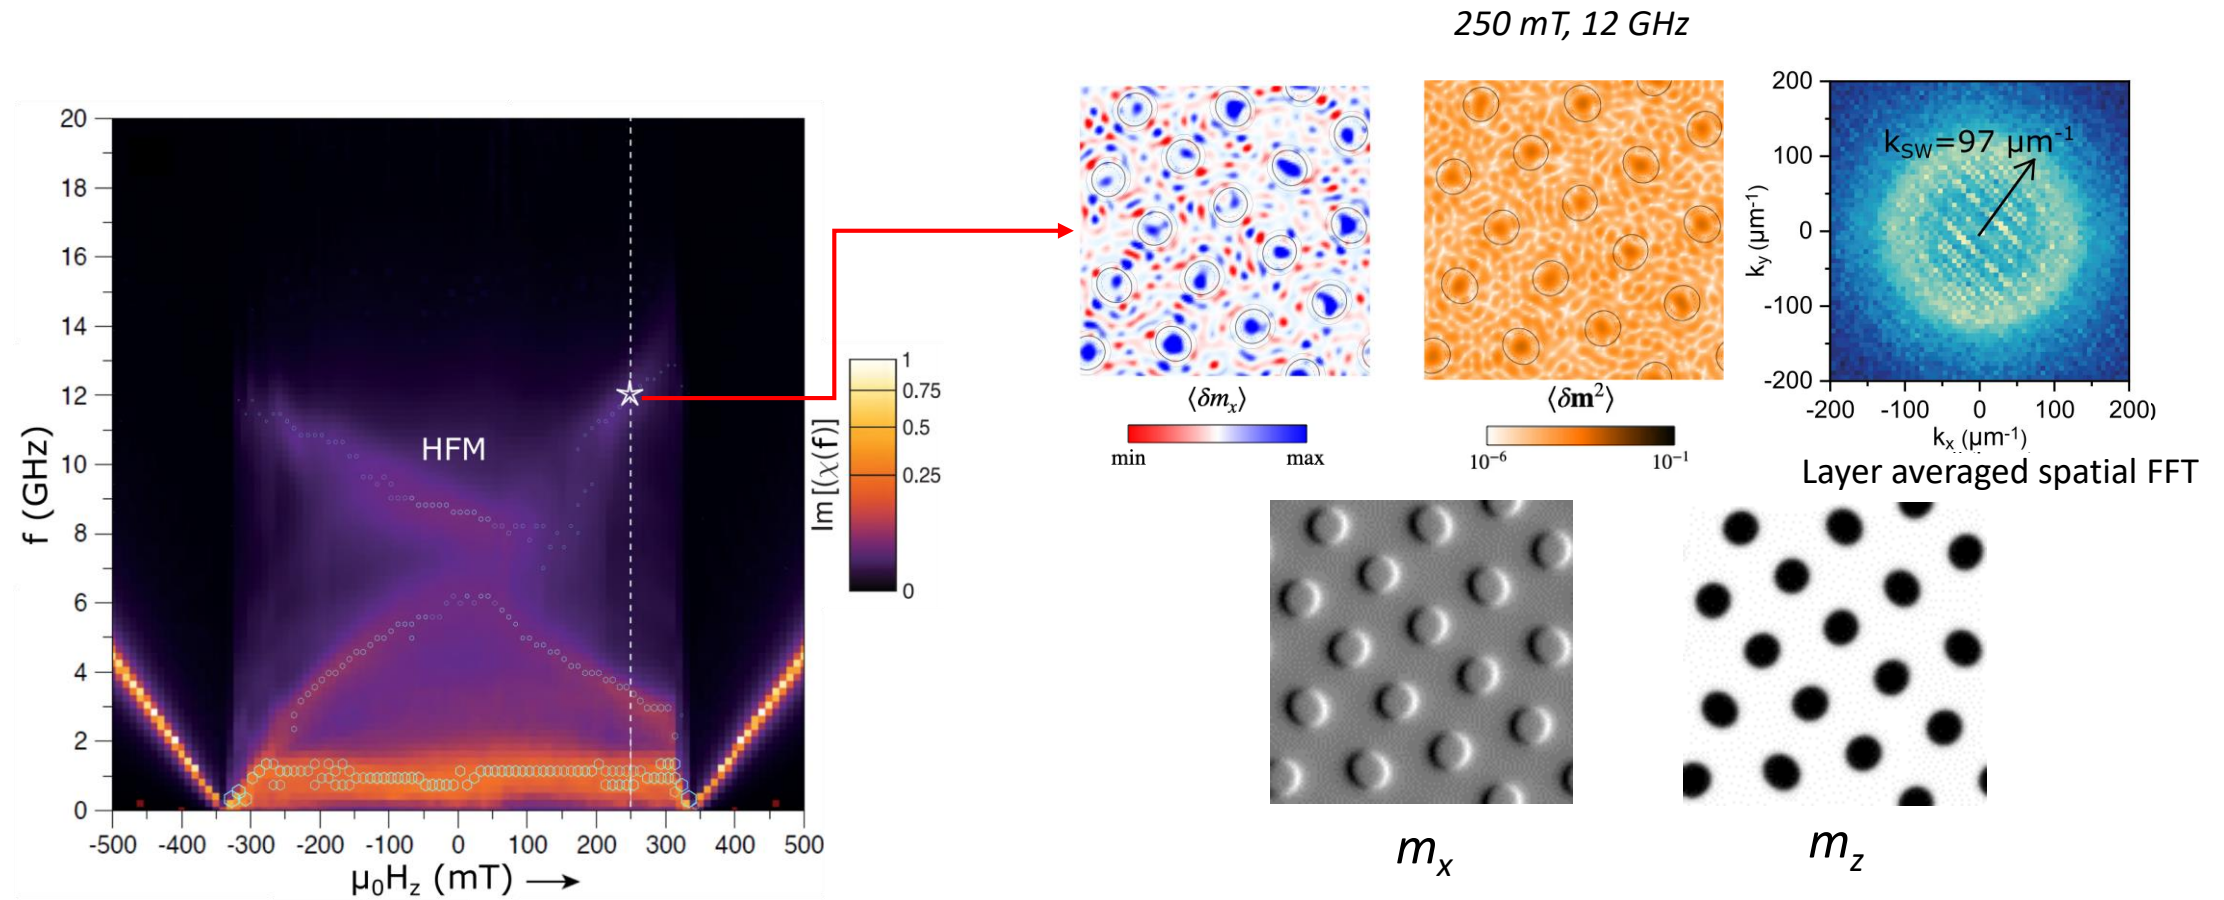 250 mT, 12 GHz
20
18
16
14
12
10
8
6
4
2
0
f (GHz)
HFM
-500 -400 -300 -200 -100 0 100 200 300 400 500
μ₀Hz (mT) →
Im [(χ(f)]
1
0.75
0.5
0.25
0
⟨δmx⟩
min max
⟨δm²⟩
10⁻⁶ 10⁻¹
200
100
0
-100
-200
ky (μm⁻¹)
kSW=97 μm⁻¹
-200 -100 0 100 200)
kx (μm⁻¹)
Layer averaged spatial FFT
mx
mz